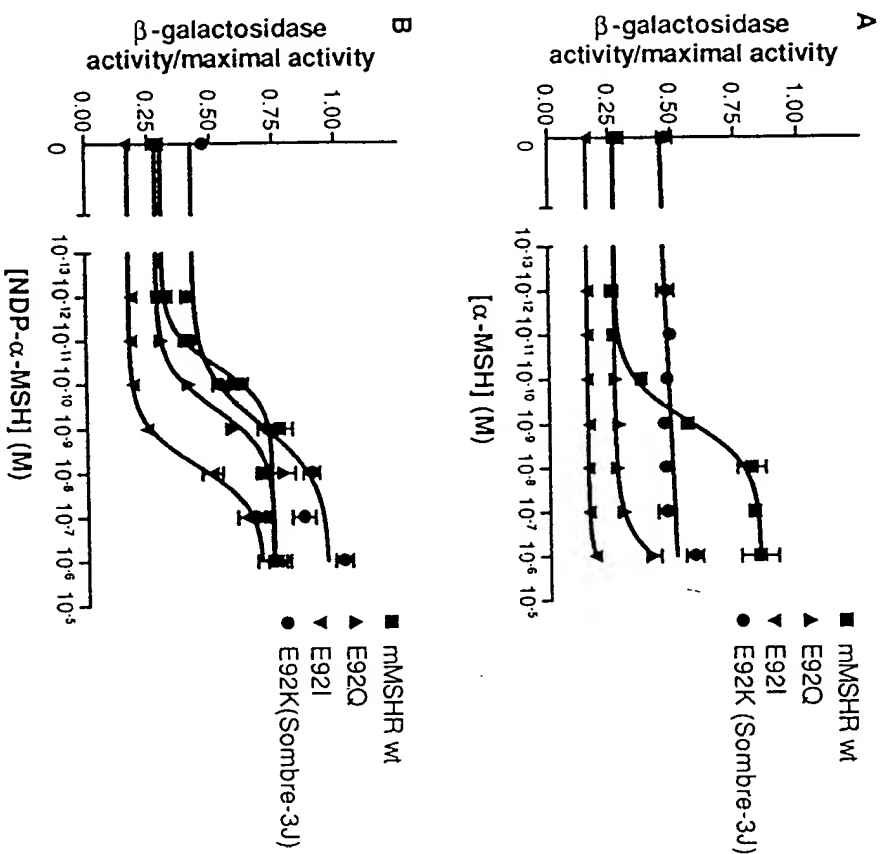 A
β-galactosidase
activity/maximal activity
1.00
0.75
0.50
0.25
0.00
0
10-13 10-12 10-11 10-10 10-9 10-8 10-7 10-6 10-5
[α-MSH] (M)
■ mMSHR wt
▲ E92Q
▼ E92I
● E92K (Sombre-3J)
B
β-galactosidase
activity/maximal activity
1.00
0.75
0.50
0.25
0.00
0
10-13 10-12 10-11 10-10 10-9 10-8 10-7 10-6 10-5
[NDP-α-MSH] (M)
■ mMSHR wt
▲ E92Q
▼ E92I
● E92K(Sombre-3J)